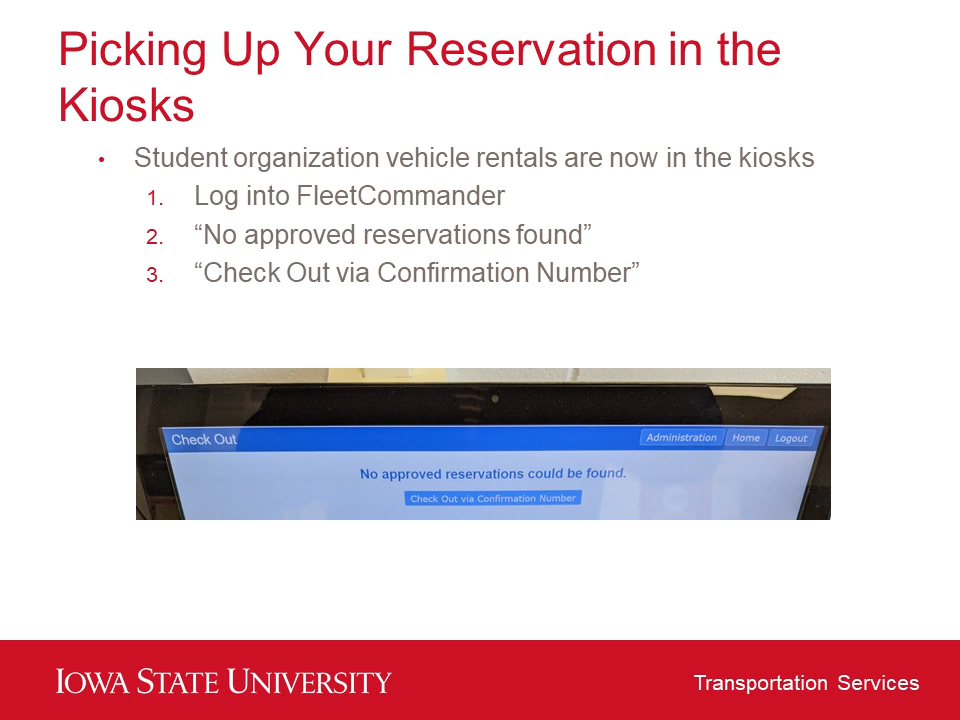 Picking Up Your Reservation in the
Kiosks
• Student organization vehicle rentals are now in the kiosks
1. Log into FleetCommander
2. “No approved reservations found”
3. “Check Out via Confirmation Number”
Check Out
Administration Home Logout
No approved reservations could be found.
Check Out via Confirmation Number
IOWA STATE UNIVERSITY
Transportation Services